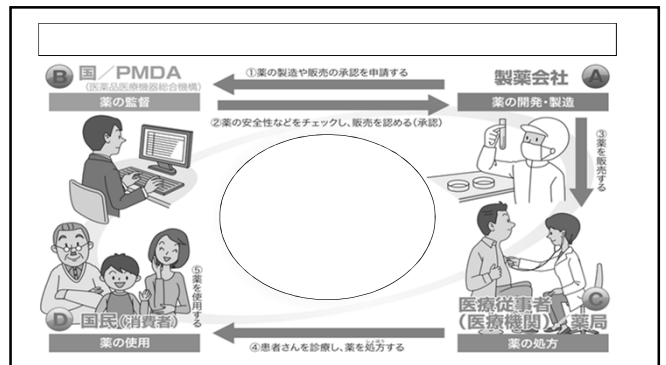 B 国／PMDA
（医薬品医療機器総合機構）
薬の監督
①薬の製造や販売の承認を申請する
製薬会社 A
薬の開発・製造
②薬の安全性などをチェックし、販売を認める（承認）
③薬を販売する
医療従事者
（医療機関）／薬局 C
薬の処方
④患者さんを診療し、薬を処方する
しょほう
⑤薬を使用する
D 国民（消費者）
薬の使用